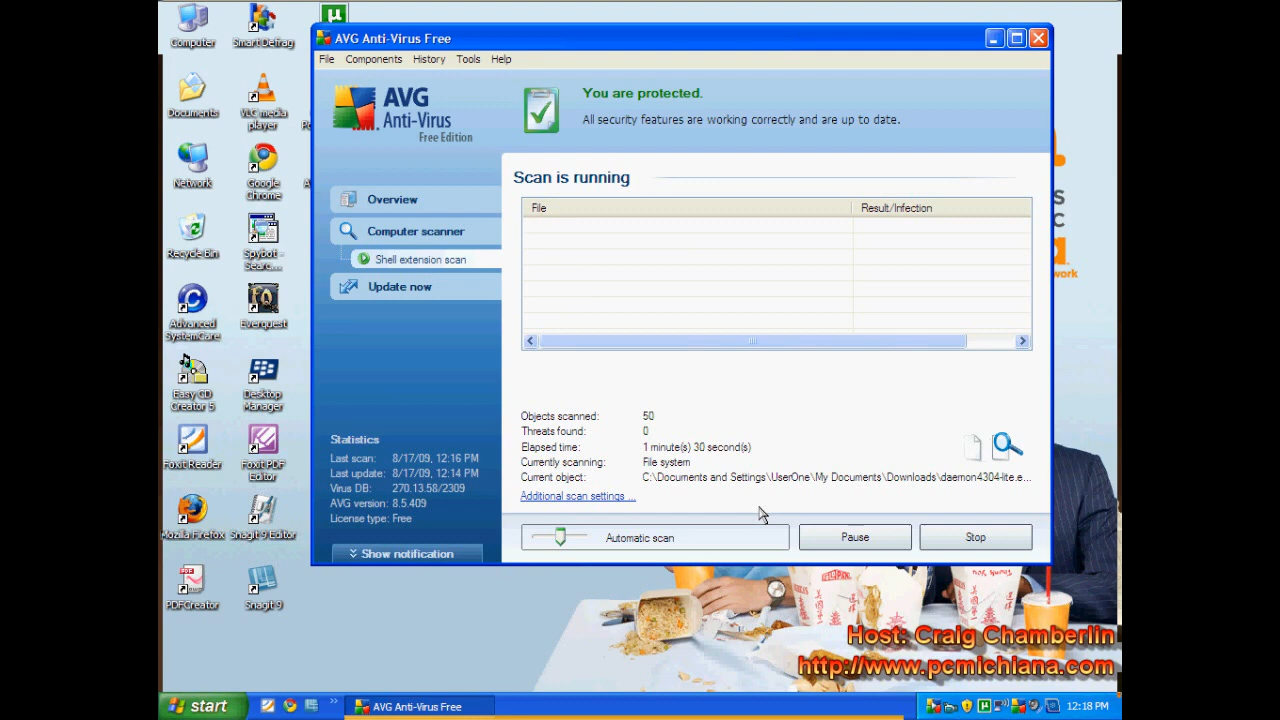 Computer
Smart Defrag
Documents
VLC media
player
Network
Google
Chrome
Recycle Bin
Spybot -
Searc...
Advanced
SystemCare
Everquest
Easy CD
Creator 5
Desktop
Manager
Foxit Reader
Foxit PDF
Editor
Mozilla Firefox
Snagit 9 Editor
PDFCreator
Snagit 9
AVG Anti-Virus Free
File Components History Tools Help
AVG
Anti-Virus
Free Edition
You are protected.
All security features are working correctly and are up to date.
Overview
Computer scanner
Shell extension scan
Update now
Scan is running
File Result/Infection
Objects scanned: 50
Threats found: 0
Elapsed time: 1 minute(s) 30 second(s)
Currently scanning: File system
Current object: C:\Documents and Settings\UserOne\My Documents\Downloads\daemon4304-lite.e...
Additional scan settings ...
Automatic scan
Pause
Stop
Statistics
Last scan: 8/17/09, 12:16 PM
Last update: 8/17/09, 12:14 PM
Virus DB: 270.13.58/2309
AVG version: 8.5.409
License type: Free
Show notification
work
Host: Craig Chamberlin
http://www.pcmichiana.com
start
AVG Anti-Virus Free
12:18 PM